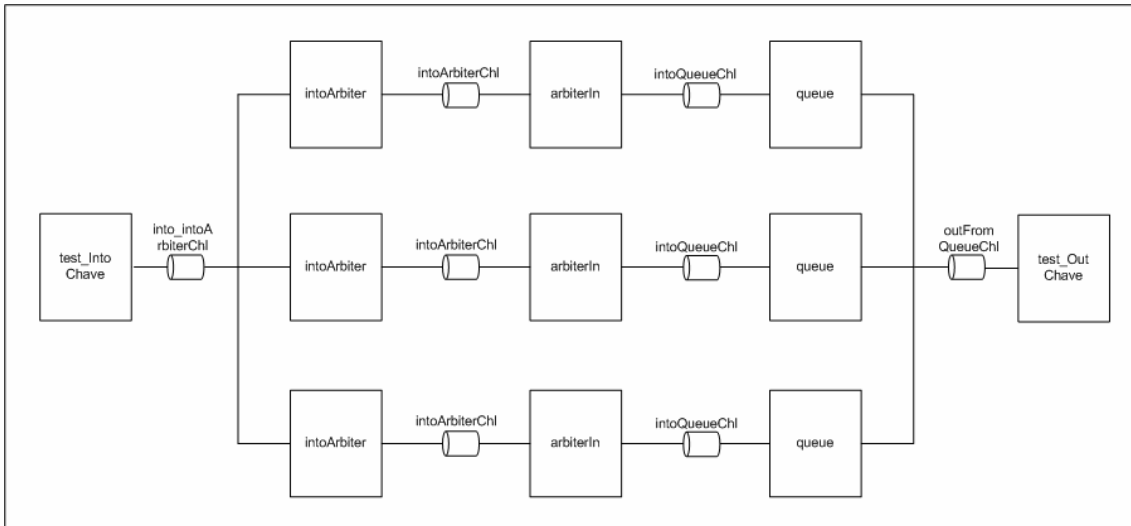 intoArbiter
intoArbiterChl
arbiterIn
intoQueueChl
queue
test_Into
Chave
into_intoA
rbiterChl
intoArbiter
intoArbiterChl
arbiterIn
intoQueueChl
queue
outFrom
QueueChl
test_Out
Chave
intoArbiter
intoArbiterChl
arbiterIn
intoQueueChl
queue